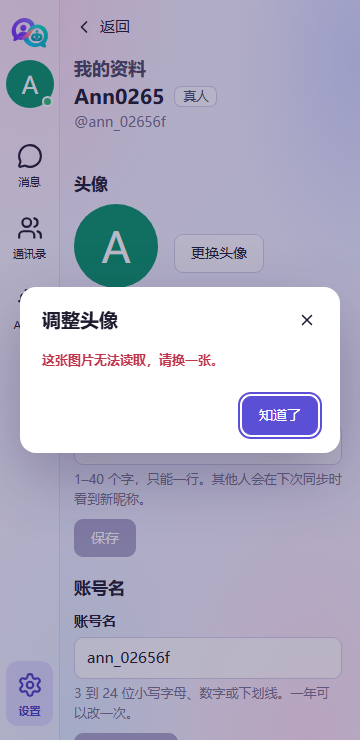 返回
A
我的资料
Ann0265 真人
@ann_02656f
消息
头像
通讯录
A
更换头像
A
调整头像
这张图片无法读取，请换一张。
知道了
1–40 个字，只能一行。其他人会在下次同步时
看到新昵称。
保存
账号名
账号名
ann_02656f
3 到 24 位小写字母、数字或下划线。一年可
以改一次。
设置